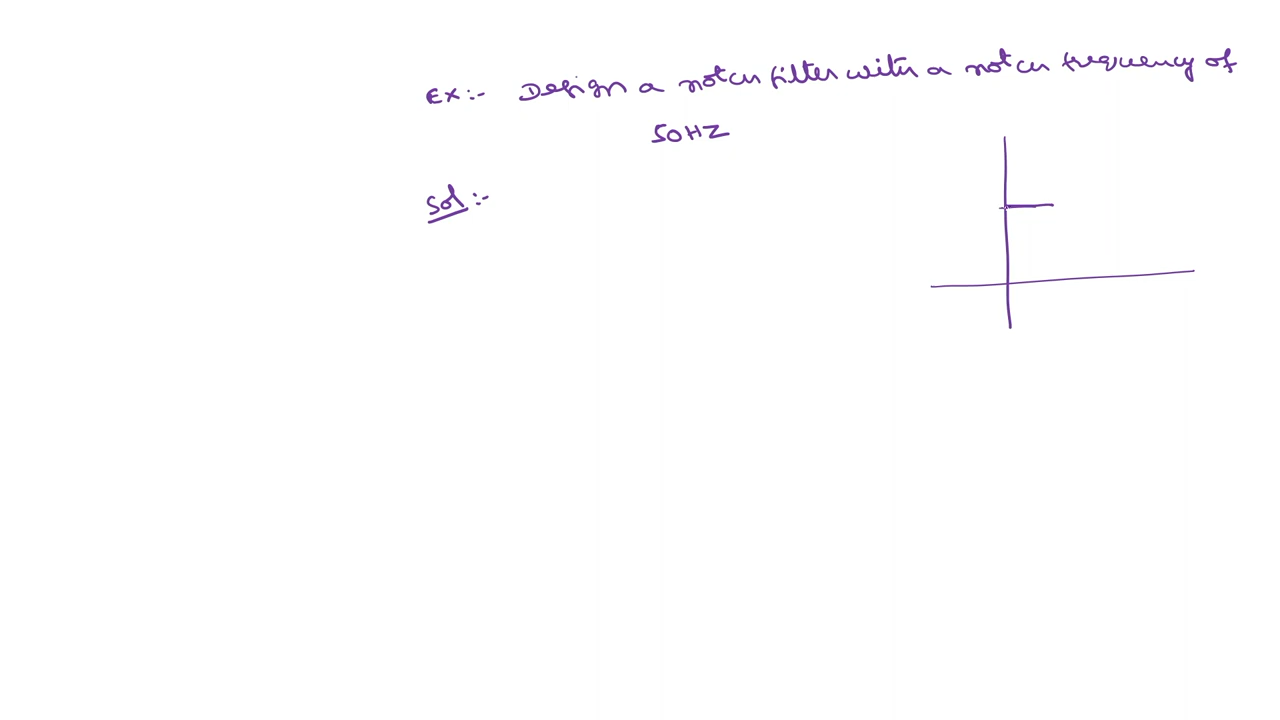 Ex:- Design a notch filter with a notch frequency of
50HZ
Sol:-